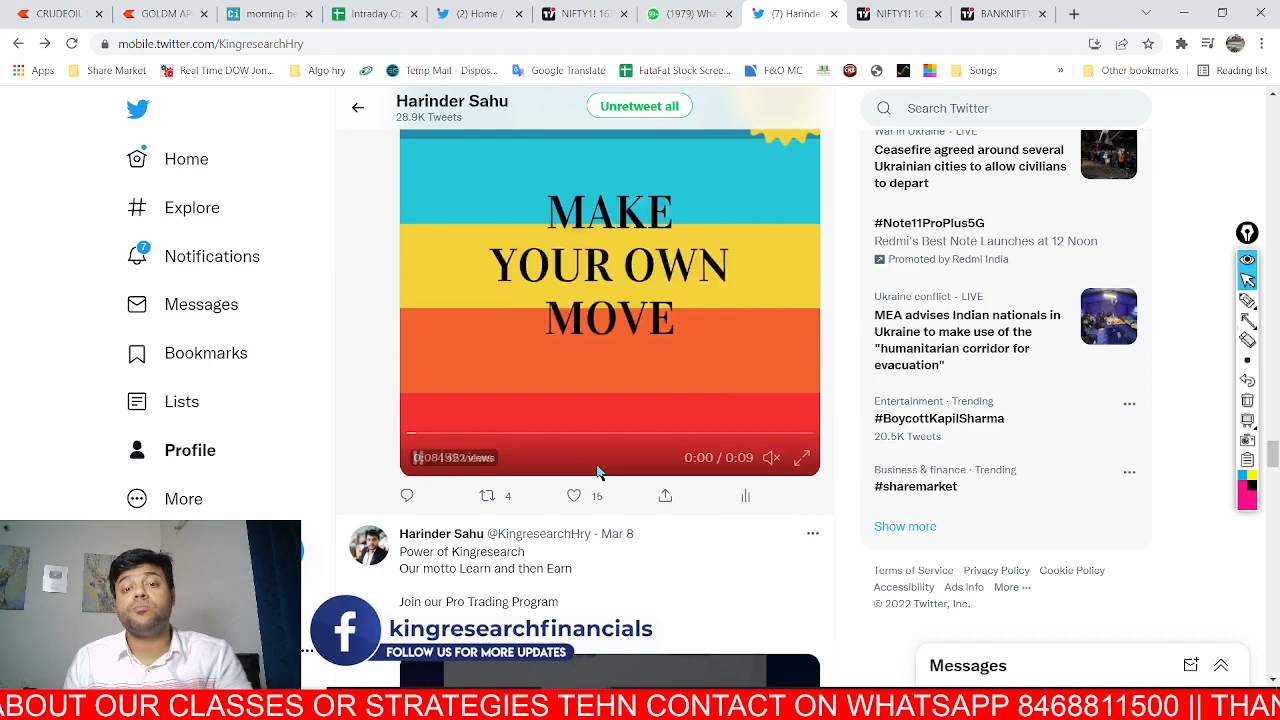 CRUDEOIL 1
GOLDM AP
morning be
Intraday Op
(2) Home /
NIFTY1! 16
(1979) Wha
(7) Harinder
NIFTY1! 16
BANKNIFTY
mobile.twitter.com/KingresearchHry
Apps
Share Market
Real Time DOW Jon...
Algo hry
Temp Mail - Dispos...
Google Translate
FataFat Stock Scree...
F&O MC
Songs
»
Other bookmarks
Reading list
Home
Explore
7
Notifications
Messages
Bookmarks
Lists
Profile
More
Harinder Sahu
28.9K Tweets
Unretweet all
MAKE
YOUR OWN
MOVE
0:00 / 0:09
4
15
Harinder Sahu @KingresearchHry · Mar 8
Power of Kingresearch
Our motto Learn and then Earn
Join our Pro Trading Program
Search Twitter
War in Ukraine · LIVE
Ceasefire agreed around several
Ukrainian cities to allow civilians
to depart
#Note11ProPlus5G
Redmi's Best Note Launches at 12 Noon
Promoted by Redmi India
Ukraine conflict · LIVE
MEA advises Indian nationals in
Ukraine to make use of the
"humanitarian corridor for
evacuation"
Entertainment · Trending
#BoycottKapilSharma
20.5K Tweets
Business & finance · Trending
#sharemarket
Show more
Terms of Service Privacy Policy Cookie Policy
Accessibility Ads Info More ···
© 2022 Twitter, Inc.
Messages
kingresearchfinancials
FOLLOW US FOR MORE UPDATES
ABOUT OUR CLASSES OR STRATEGIES TEHN CONTACT ON WHATSAPP 8468811500 || THAN